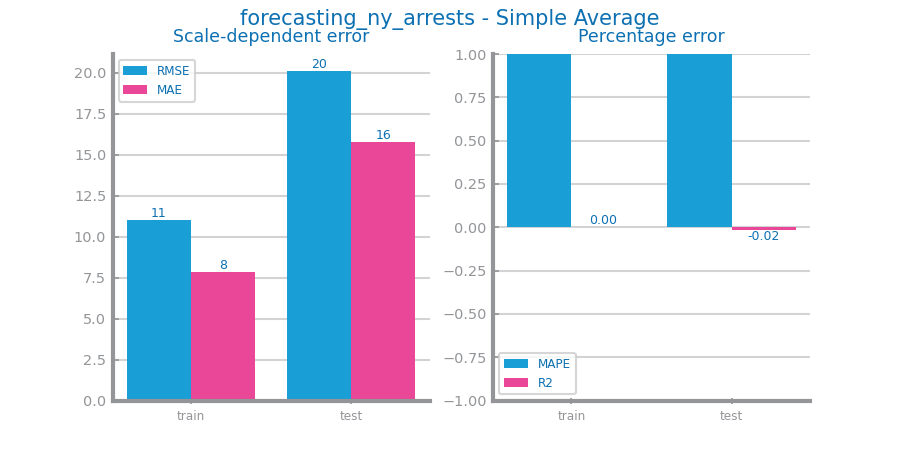 forecasting_ny_arrests - Simple Average
Scale-dependent error
RMSE
MAE
20.0
17.5
15.0
12.5
10.0
7.5
5.0
2.5
0.0
11
8
20
16
train
test
Percentage error
1.00
0.75
0.50
0.25
0.00
−0.25
−0.50
−0.75
−1.00
0.00
-0.02
MAPE
R2
train
test